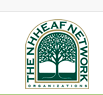 THE NHHEAF NETWORK
ORGANIZATIONS